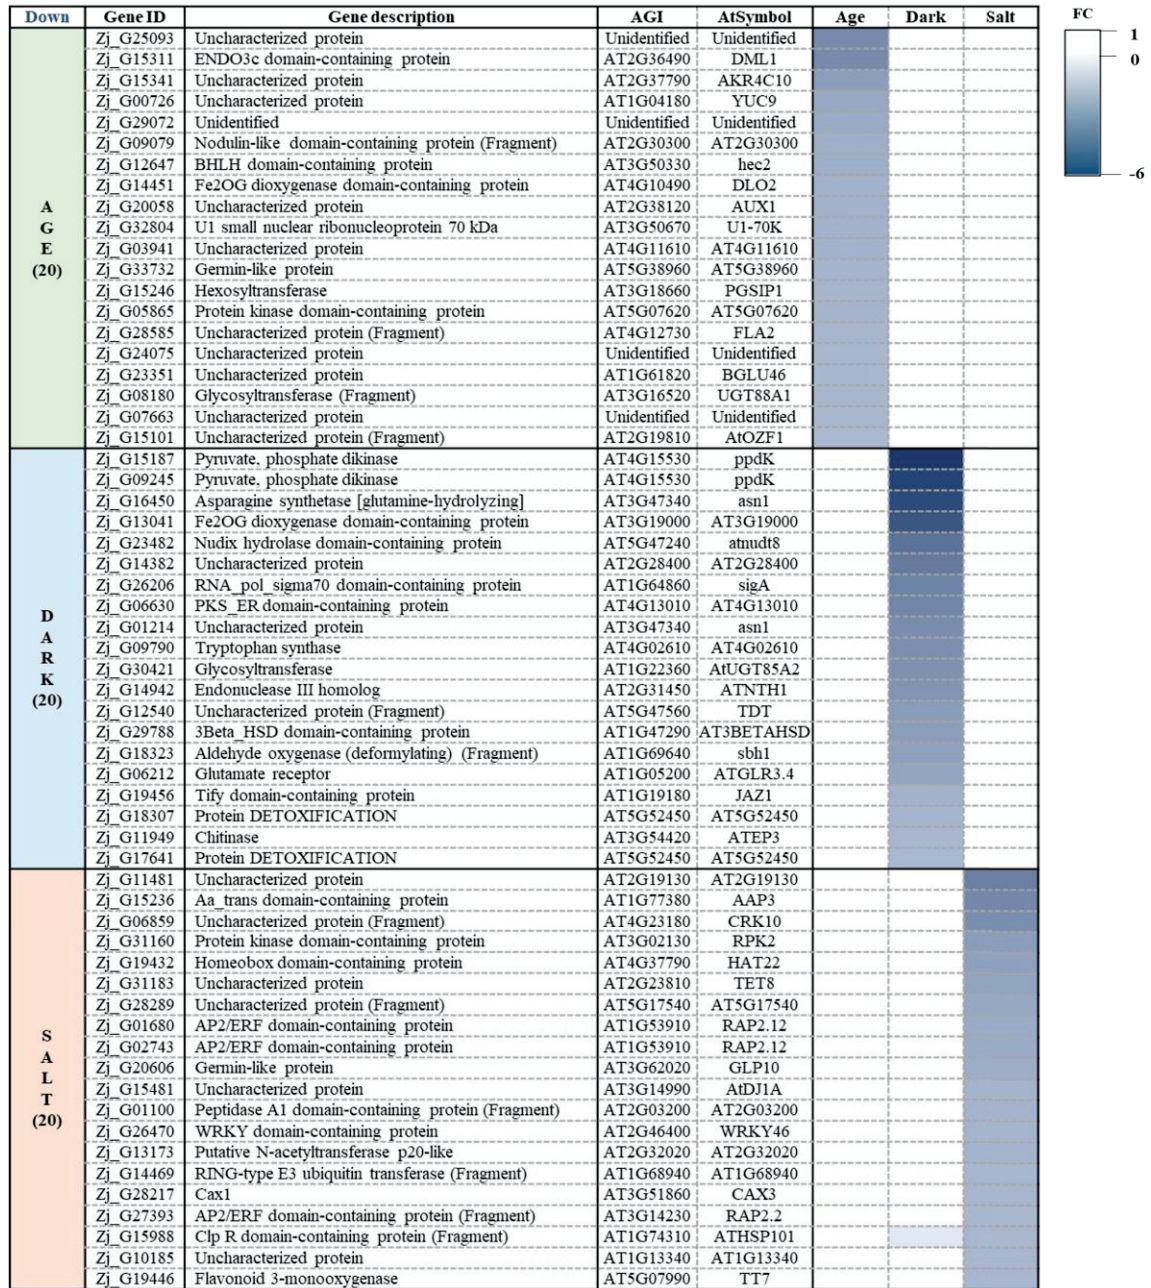 Down Gene ID Gene description AGI AtSymbol Age Dark Salt
FC
1
0
-6
A
G
E
(20)
Zj_G25093 Uncharacterized protein Unidentified Unidentified
Zj_G15311 ENDO3c domain-containing protein AT2G36490 DML1
Zj_G15341 Uncharacterized protein AT2G37790 AKR4C10
Zj_G00726 Uncharacterized protein AT1G04180 YUC9
Zj_G29072 Unidentified Unidentified Unidentified
Zj_G09079 Nodulin-like domain-containing protein (Fragment) AT2G30300 AT2G30300
Zj_G12647 BHLH domain-containing protein AT3G50330 hec2
Zj_G14451 Fe2OG dioxygenase domain-containing protein AT4G10490 DLO2
Zj_G20058 Uncharacterized protein AT2G38120 AUX1
Zj_G32804 U1 small nuclear ribonucleoprotein 70 kDa AT3G50670 U1-70K
Zj_G03941 Uncharacterized protein AT4G11610 AT4G11610
Zj_G33732 Germin-like protein AT5G38960 AT5G38960
Zj_G15246 Hexosyltransferase AT3G18660 PGSIP1
Zj_G05865 Protein kinase domain-containing protein AT5G07620 AT5G07620
Zj_G28585 Uncharacterized protein (Fragment) AT4G12730 FLA2
Zj_G24075 Uncharacterized protein Unidentified Unidentified
Zj_G23351 Uncharacterized protein AT1G61820 BGLU46
Zj_G08180 Glycosyltransferase (Fragment) AT3G16520 UGT88A1
Zj_G07663 Uncharacterized protein Unidentified Unidentified
Zj_G15101 Uncharacterized protein (Fragment) AT2G19810 AtOZF1
D
A
R
K
(20)
Zj_G15187 Pyruvate, phosphate dikinase AT4G15530 ppdK
Zj_G09245 Pyruvate, phosphate dikinase AT4G15530 ppdK
Zj_G16450 Asparagine synthetase [glutamine-hydrolyzing] AT3G47340 asn1
Zj_G13041 Fe2OG dioxygenase domain-containing protein AT3G19000 AT3G19000
Zj_G23482 Nudix hydrolase domain-containing protein AT5G47240 atnudt8
Zj_G14382 Uncharacterized protein AT2G28400 AT2G28400
Zj_G26206 RNA_pol_sigma70 domain-containing protein AT1G64860 sigA
Zj_G06630 PKS_ER domain-containing protein AT4G13010 AT4G13010
Zj_G01214 Uncharacterized protein AT3G47340 asn1
Zj_G09790 Tryptophan synthase AT4G02610 AT4G02610
Zj_G30421 Glycosyltransferase AT1G22360 AtUGT85A2
Zj_G14942 Endonuclease III homolog AT2G31450 ATNTH1
Zj_G12540 Uncharacterized protein (Fragment) AT5G47560 TDT
Zj_G29788 3Beta_HSD domain-containing protein AT1G47290 AT3BETAHSD
Zj_G18323 Aldehyde oxygenase (deformylating) (Fragment) AT1G69640 sbh1
Zj_G06212 Glutamate receptor AT1G05200 ATGLR3.4
Zj_G19456 Tify domain-containing protein AT1G19180 JAZ1
Zj_G18307 Protein DETOXIFICATION AT5G52450 AT5G52450
Zj_G11949 Chitinase AT3G54420 ATEP3
Zj_G17641 Protein DETOXIFICATION AT5G52450 AT5G52450
S
A
L
T
(20)
Zj_G11481 Uncharacterized protein AT2G19130 AT2G19130
Zj_G15236 Aa_trans domain-containing protein AT1G77380 AAP3
Zj_G06859 Uncharacterized protein (Fragment) AT4G23180 CRK10
Zj_G31160 Protein kinase domain-containing protein AT3G02130 RPK2
Zj_G19432 Homeobox domain-containing protein AT4G37790 HAT22
Zj_G31183 Uncharacterized protein AT2G23810 TET8
Zj_G28289 Uncharacterized protein (Fragment) AT5G17540 AT5G17540
Zj_G01680 AP2/ERF domain-containing protein AT1G53910 RAP2.12
Zj_G02743 AP2/ERF domain-containing protein AT1G53910 RAP2.12
Zj_G20606 Germin-like protein AT3G62020 GLP10
Zj_G15481 Uncharacterized protein AT3G14990 AtDJ1A
Zj_G01100 Peptidase A1 domain-containing protein (Fragment) AT2G03200 AT2G03200
Zj_G26470 WRKY domain-containing protein AT2G46400 WRKY46
Zj_G13173 Putative N-acetyltransferase p20-like AT2G32020 AT2G32020
Zj_G14469 RING-type E3 ubiquitin transferase (Fragment) AT1G68940 AT1G68940
Zj_G28217 Cax1 AT3G51860 CAX3
Zj_G27393 AP2/ERF domain-containing protein (Fragment) AT3G14230 RAP2.2
Zj_G15988 Clp R domain-containing protein (Fragment) AT1G74310 ATHSP101
Zj_G10185 Uncharacterized protein AT1G13340 AT1G13340
Zj_G19446 Flavonoid 3-monooxygenase AT5G07990 TT7